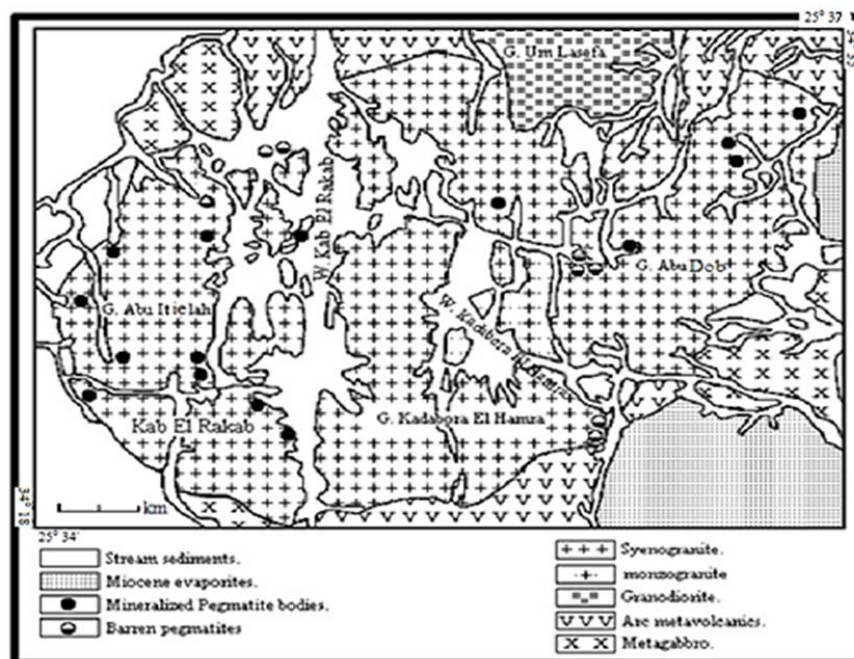 25° 37
34° 35
G. Um Lasefa
W. Kab El Rakab
G. Abu Dob
G. Abu Itielah
W. Kadabora El Hamra
Kab El Rakab
G. Kadabora El Hamra
km
34° 18
25° 34'
Stream sediments.
Miocene evaporites.
Mineralized Pegmatite bodies.
Barren pegmatites
Syenogranite.
monzogranite
Granodiorite.
Arc metavolcanics.
Metagabbro.